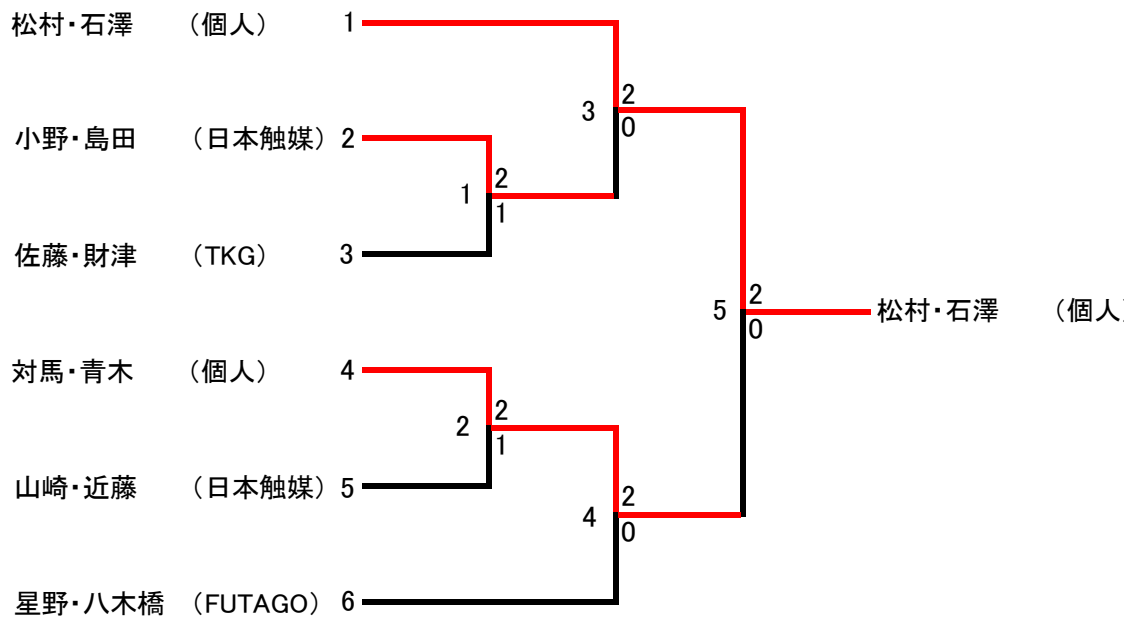 松村・石澤 （個人） 1
2
3
0
小野・島田 （日本触媒） 2
2
1
1
佐藤・財津 （TKG） 3
2
5
0
松村・石澤 （個人）
対馬・青木 （個人） 4
2
2
1
山崎・近藤 （日本触媒） 5
2
4
0
星野・八木橋 （FUTAGO） 6